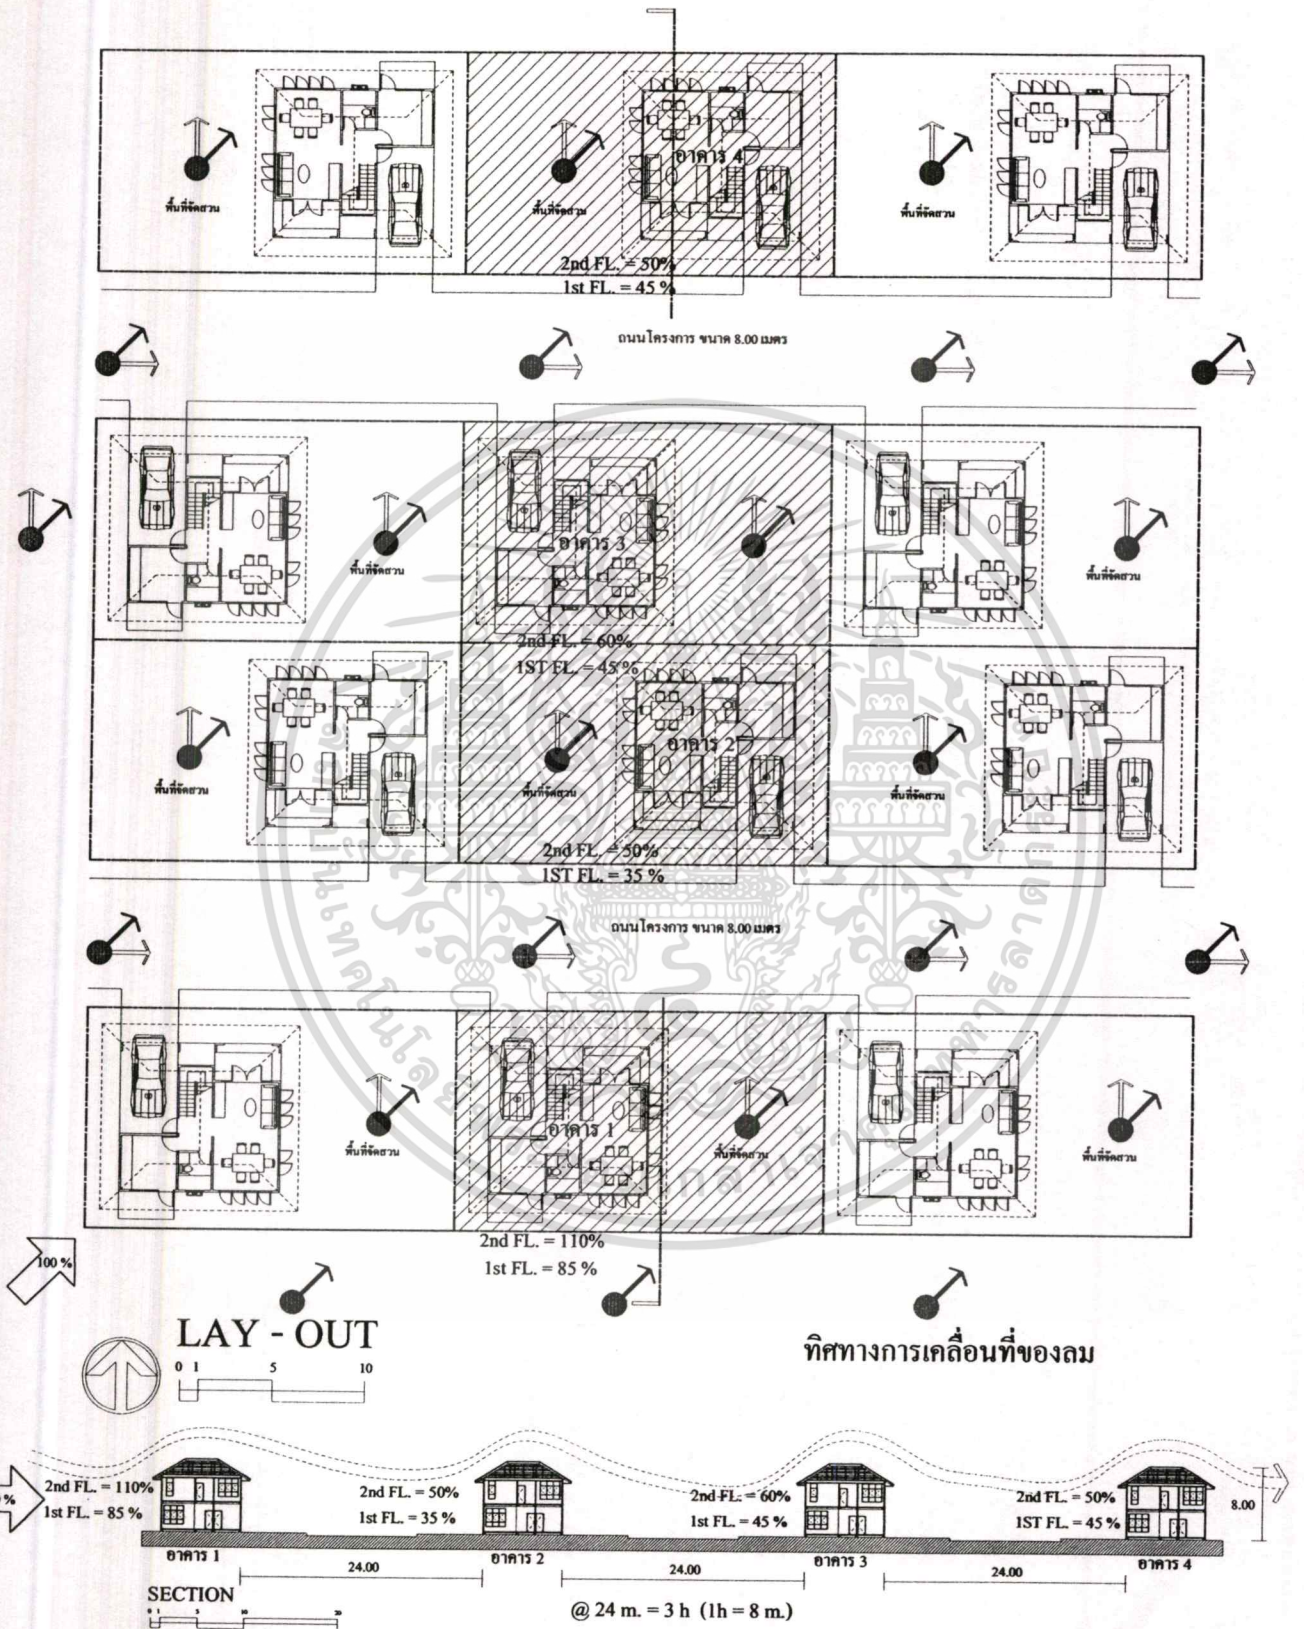 อาคาร 4
พื้นที่จัดสวน
พื้นที่จัดสวน
พื้นที่จัดสวน
2nd FL. = 50%
1st FL. = 45 %
ถนนโครงการ ขนาด 8.00 เมตร
อาคาร 3
พื้นที่จัดสวน
พื้นที่จัดสวน
2nd FL. = 60%
1ST FL. = 45 %
อาคาร 2
พื้นที่จัดสวน
พื้นที่จัดสวน
พื้นที่จัดสวน
2nd FL. = 50%
1ST FL. = 35 %
ถนนโครงการ ขนาด 8.00 เมตร
อาคาร 1
พื้นที่จัดสวน
พื้นที่จัดสวน
พื้นที่จัดสวน
2nd FL. = 110%
1st FL. = 85 %
100 %
LAY - OUT
0 1 5 10
ทิศทางการเคลื่อนที่ของลม
2nd FL. = 110%
1st FL. = 85 %
2nd FL. = 50%
1st FL. = 35 %
2nd FL. = 60%
1st FL. = 45 %
2nd FL. = 50%
1ST FL. = 45 %
8.00
อาคาร 1
อาคาร 2
อาคาร 3
อาคาร 4
24.00
24.00
24.00
SECTION
@ 24 m. = 3 h (1h = 8 m.)